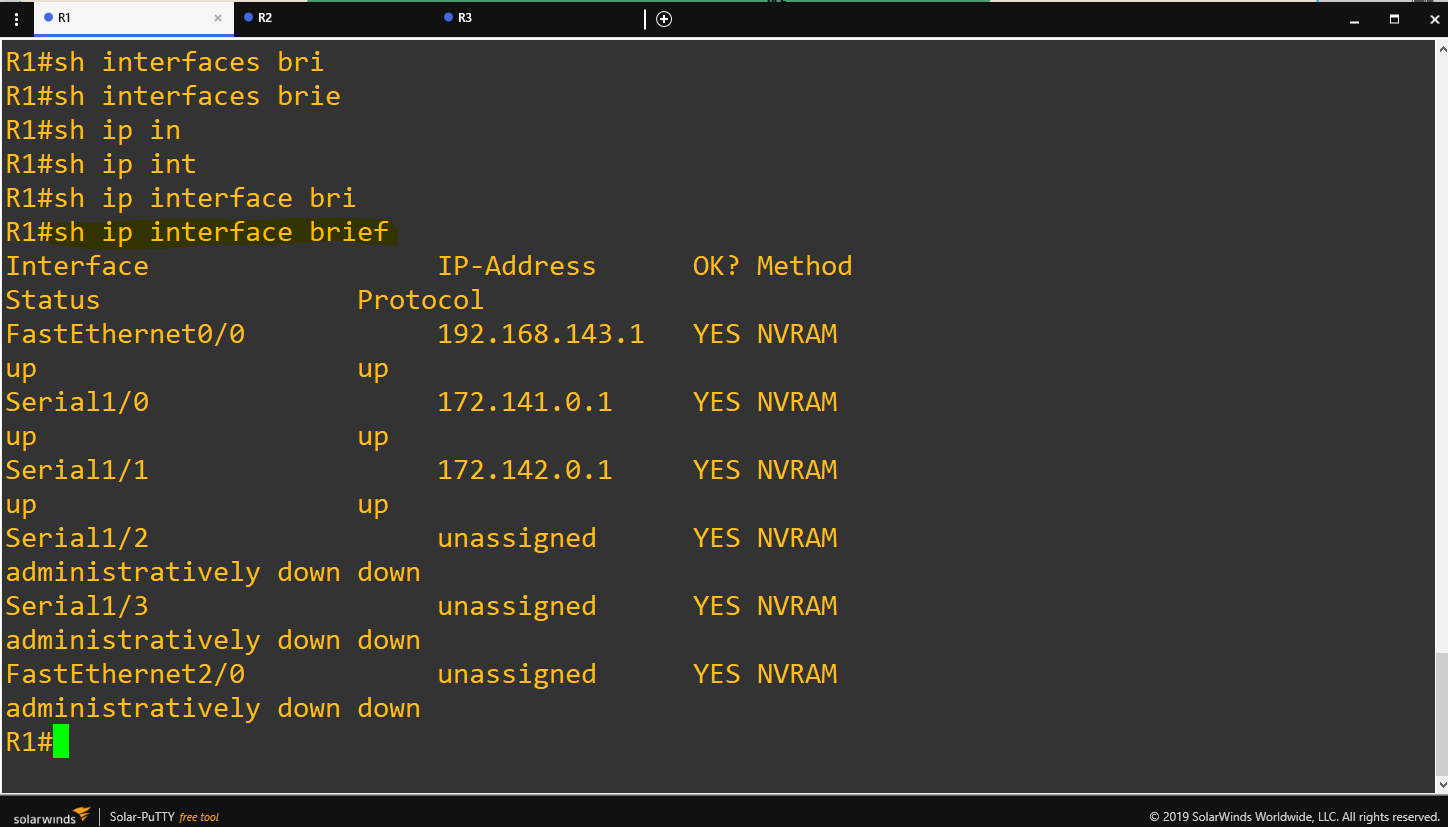 R1 × R2 R3
R1#sh interfaces bri
R1#sh interfaces brie
R1#sh ip in
R1#sh ip int
R1#sh ip interface bri
R1#sh ip interface brief
Interface                  IP-Address      OK? Method
Status                Protocol
FastEthernet0/0            192.168.143.1   YES NVRAM
up                    up
Serial1/0                  172.141.0.1     YES NVRAM
up                    up
Serial1/1                  172.142.0.1     YES NVRAM
up                    up
Serial1/2                  unassigned      YES NVRAM
administratively down down
Serial1/3                  unassigned      YES NVRAM
administratively down down
FastEthernet2/0            unassigned      YES NVRAM
administratively down down
R1#
solarwinds | Solar-PuTTY free tool © 2019 SolarWinds Worldwide, LLC. All rights reserved.